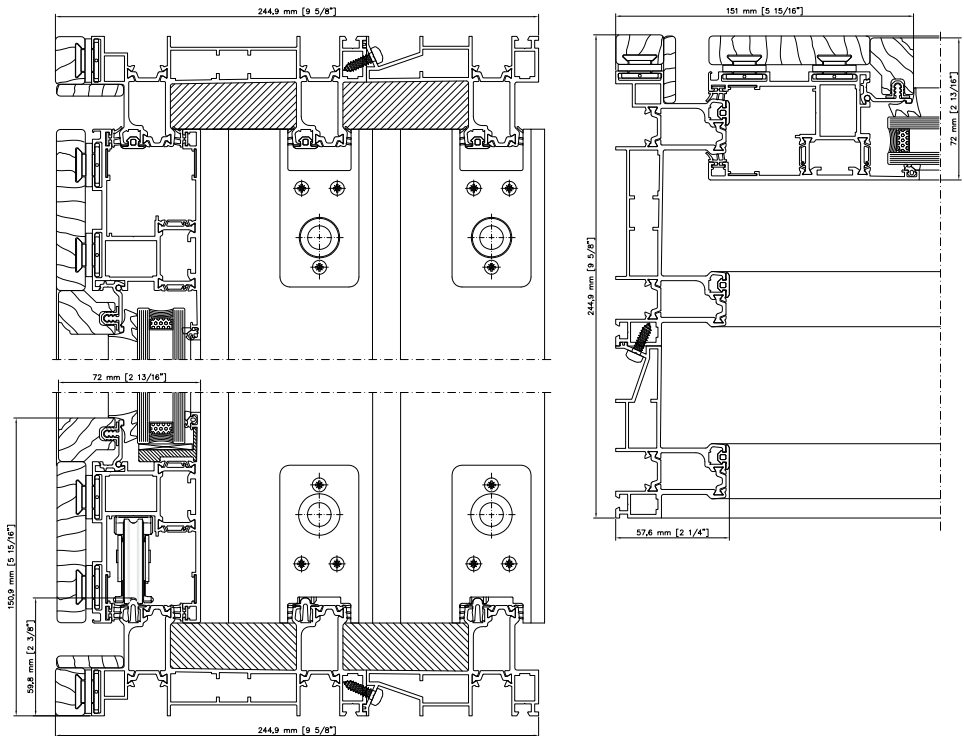 244,9 mm [9 5/8"]
151 mm [5 15/16"]
72 mm [2 13/16"]
244,9 mm [9 5/8"]
72 mm [2 13/16"]
57,6 mm [2 1/4"]
150,9 mm [5 15/16"]
59,8 mm [2 3/8"]
244,9 mm [9 5/8"]